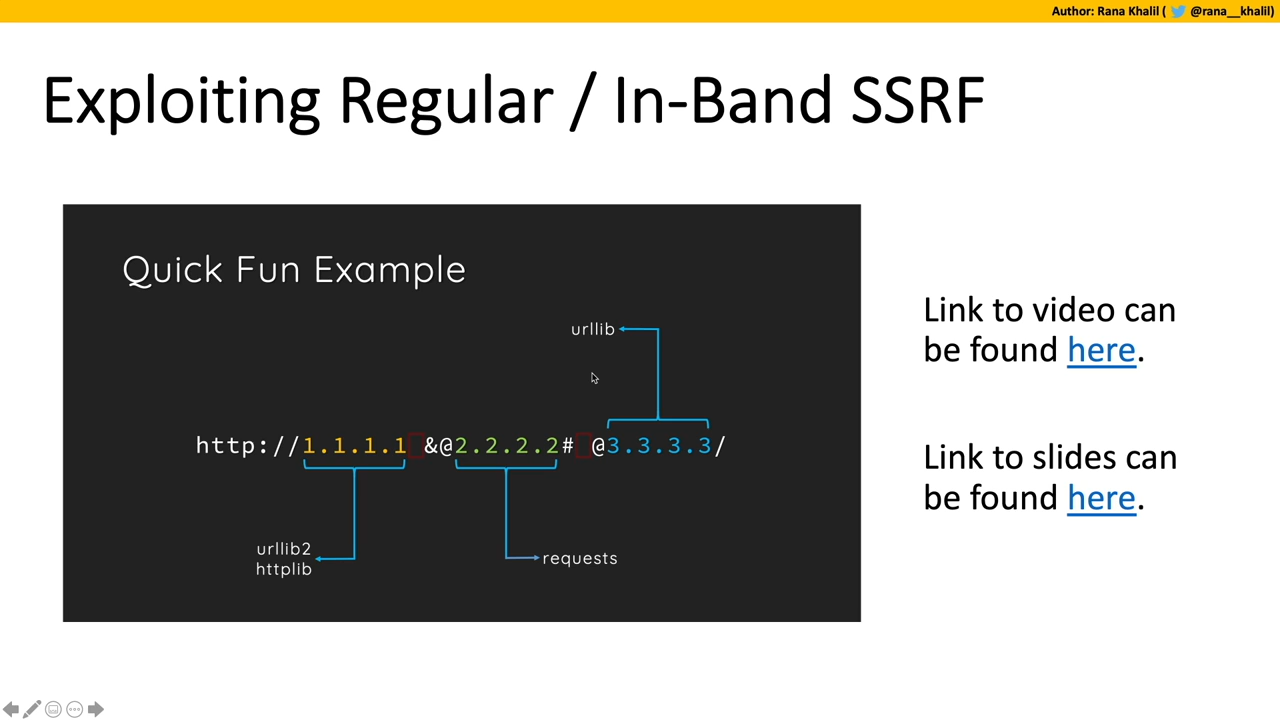 Author: Rana Khalil ( @rana__khalil)
Exploiting Regular / In-Band SSRF
Quick Fun Example
urllib
http://1.1.1.1 &@2.2.2.2# @3.3.3.3/
urllib2
httplib
requests
Link to video can
be found here.
Link to slides can
be found here.